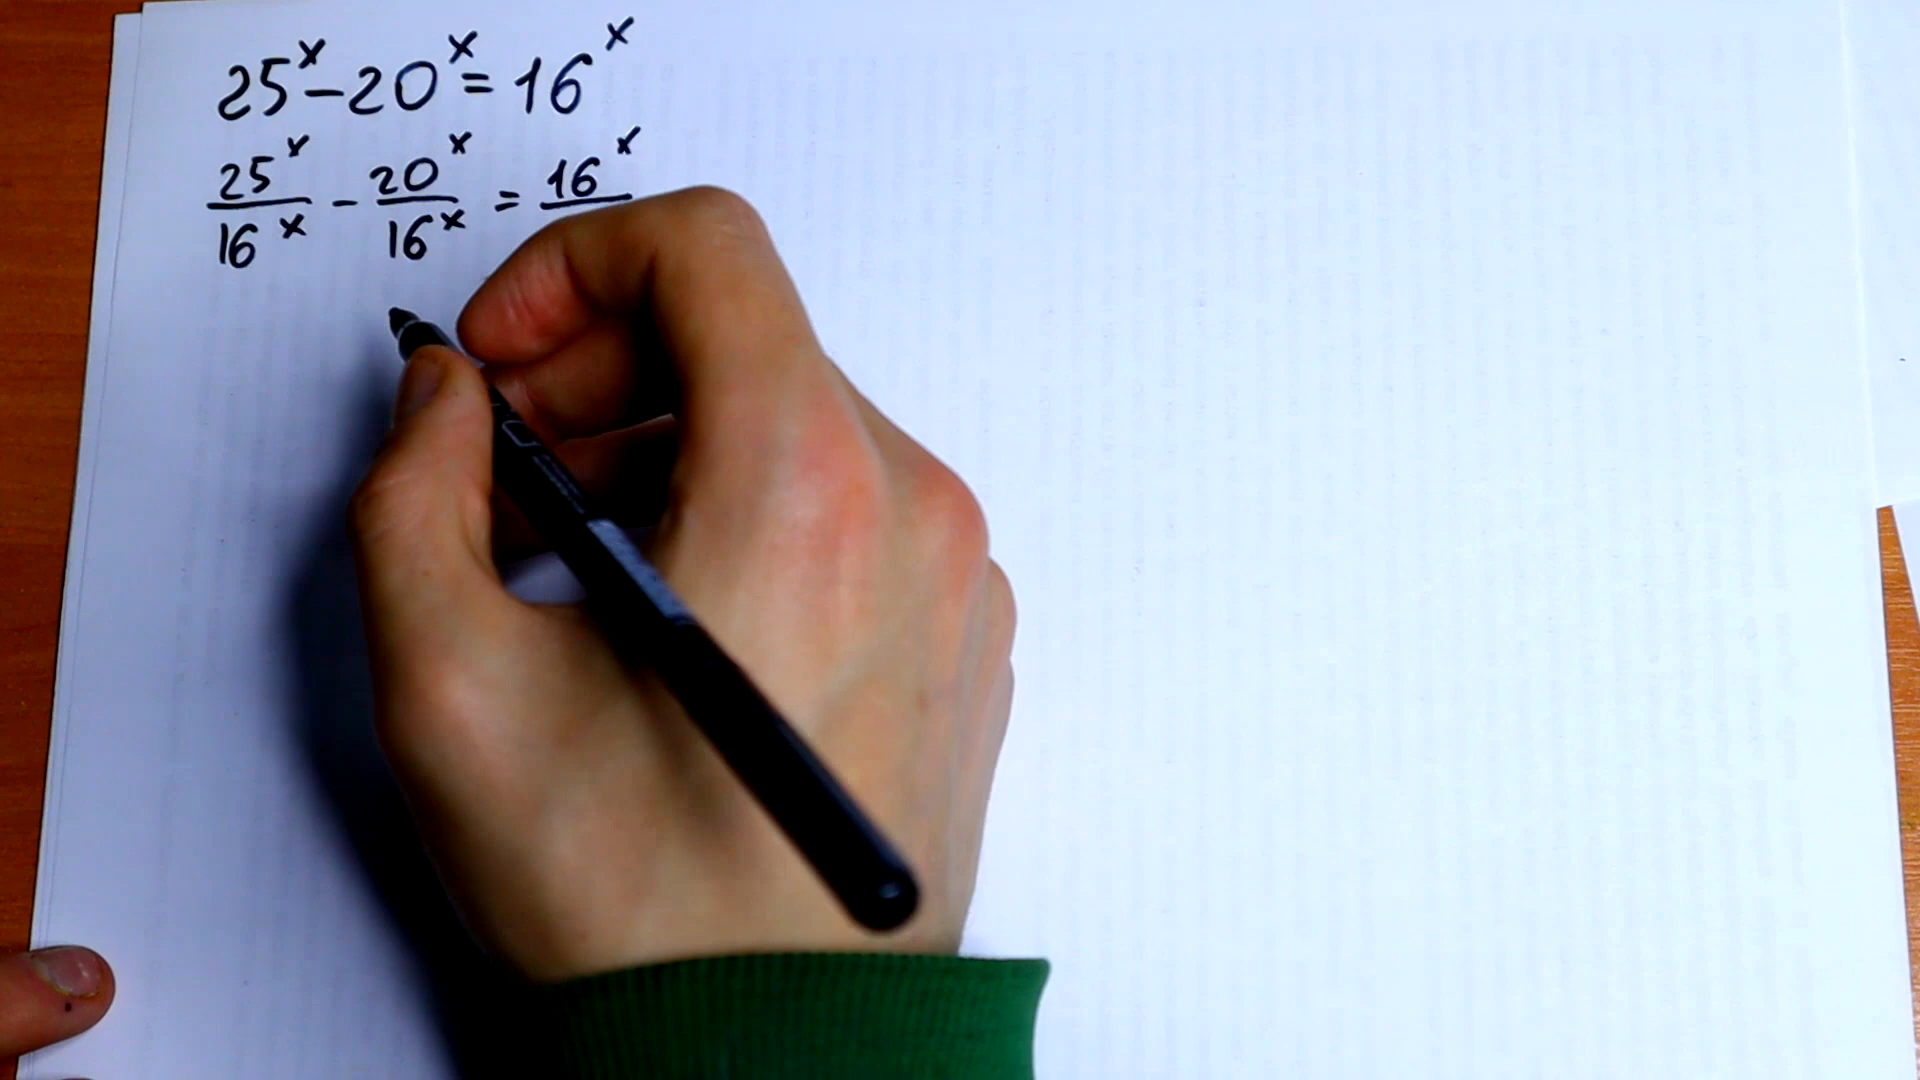 25^x - 20^x = 16^x
25^x/16^x - 20^x/16^x = 16^x/